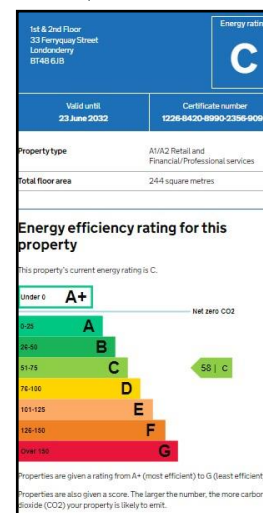 1st & 2nd Floor
33 Ferryquay Street
Londonderry
BT48 6JB
Energy rating
C
Valid until
23 June 2032
Certificate number
1226-8420-8990-2356-909
Property type
A1/A2 Retail and
Financial/Professional services
Total floor area
244 square metres
Energy efficiency rating for this
property
This property's current energy rating is C.
Under 0 A+
Net zero CO2
0-25 A
26-50 B
51-75 C
58 | C
76-100 D
101-125 E
126-150 F
Over 150 G
Properties are given a rating from A+ (most efficient) to G (least efficient
Properties are also given a score. The larger the number, the more carbon
dioxide (CO2) your property is likely to emit.